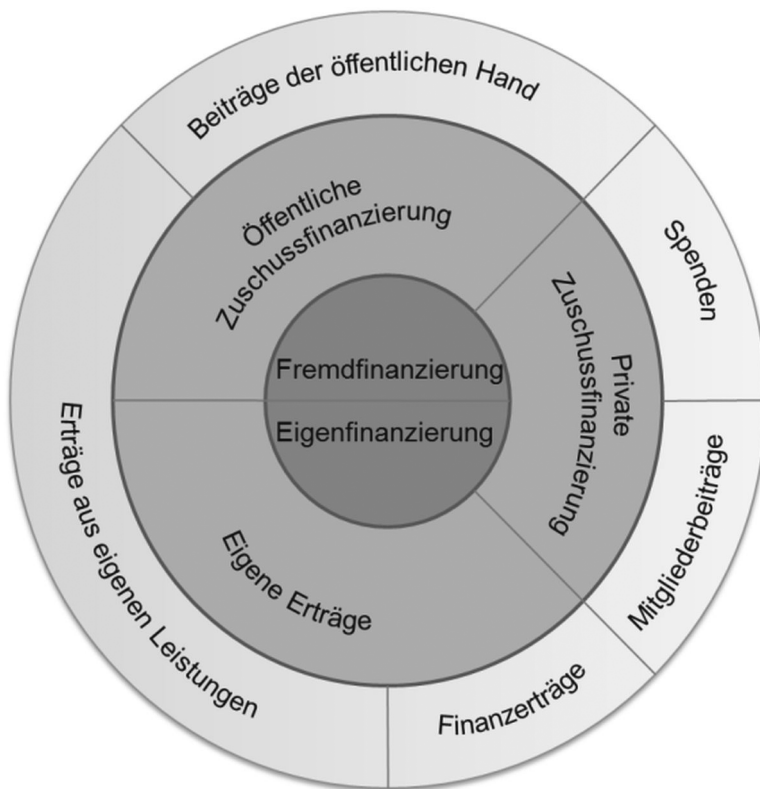 Beiträge der öffentlichen Hand
Spenden
Mitgliederbeiträge
Finanzerträge
Erträge aus eigenen Leistungen
Öffentliche
Zuschussfinanzierung
Private
Zuschussfinanzierung
Eigene Erträge
Fremdfinanzierung
Eigenfinanzierung